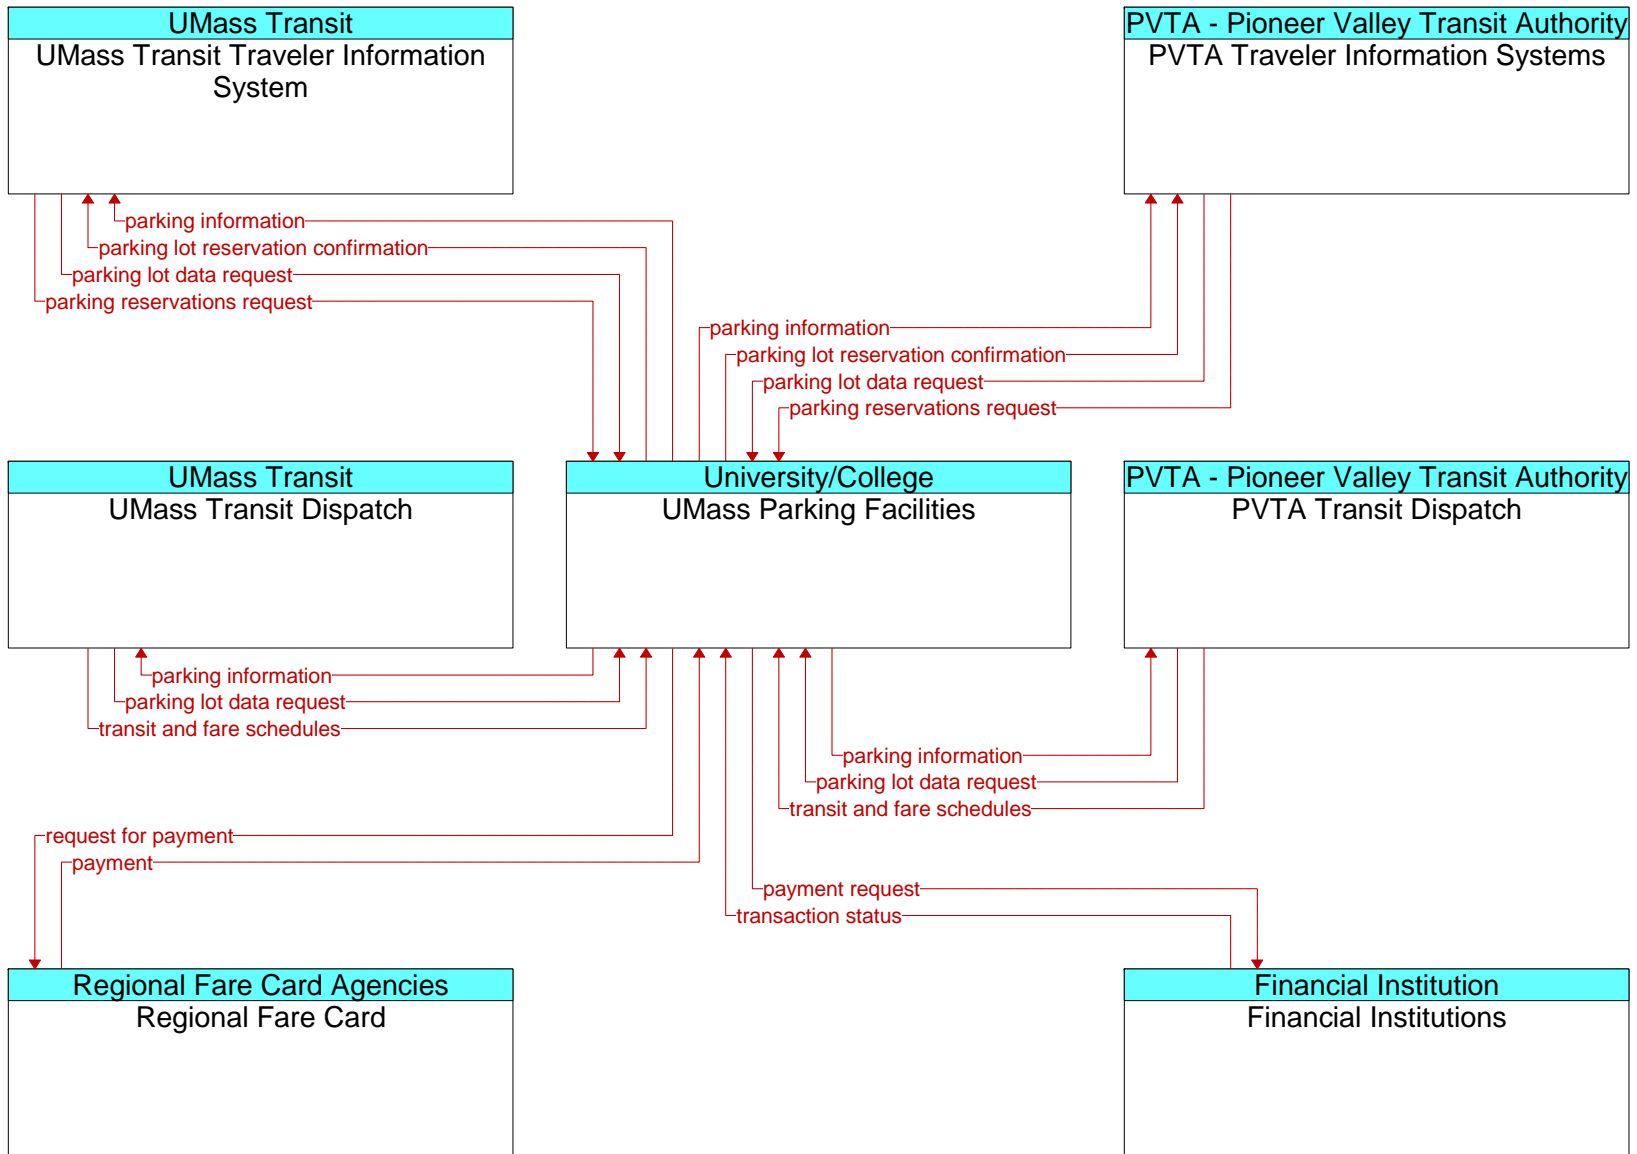 UMass Transit
UMass Transit Traveler Information
System
PVTA - Pioneer Valley Transit Authority
PVTA Traveler Information Systems
parking information
parking lot reservation confirmation
parking lot data request
parking reservations request
parking information
parking lot reservation confirmation
parking lot data request
parking reservations request
UMass Transit
UMass Transit Dispatch
University/College
UMass Parking Facilities
PVTA - Pioneer Valley Transit Authority
PVTA Transit Dispatch
parking information
parking lot data request
transit and fare schedules
parking information
parking lot data request
transit and fare schedules
request for payment
payment
payment request
transaction status
Regional Fare Card Agencies
Regional Fare Card
Financial Institution
Financial Institutions